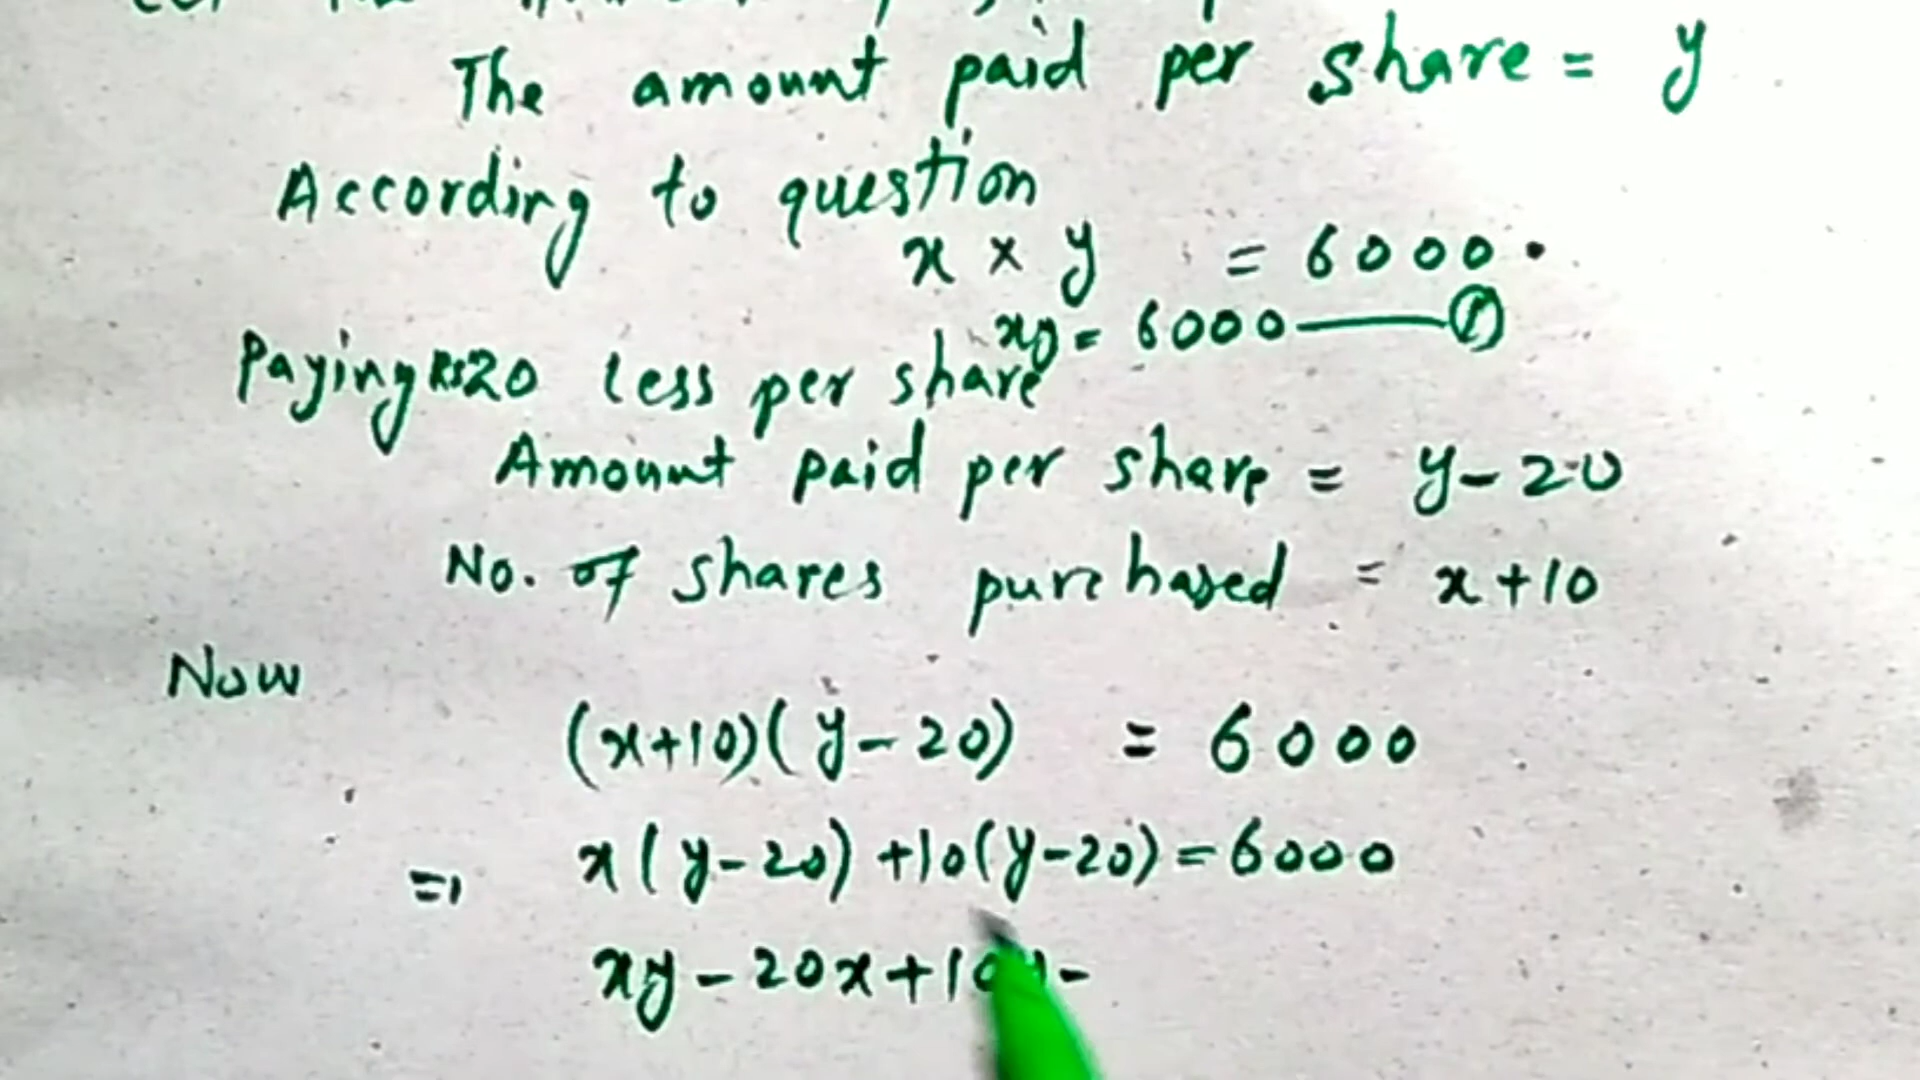 The amount paid per share = y
According to question
x × y = 6000.
xy = 6000 —— ①
Paying Rs20 less per share
Amount paid per share = y-20
No. of shares purchased = x+10
Now
(x+10)(y-20) = 6000
=) x(y-20) +10(y-20)=6000
xy - 20x+10y-